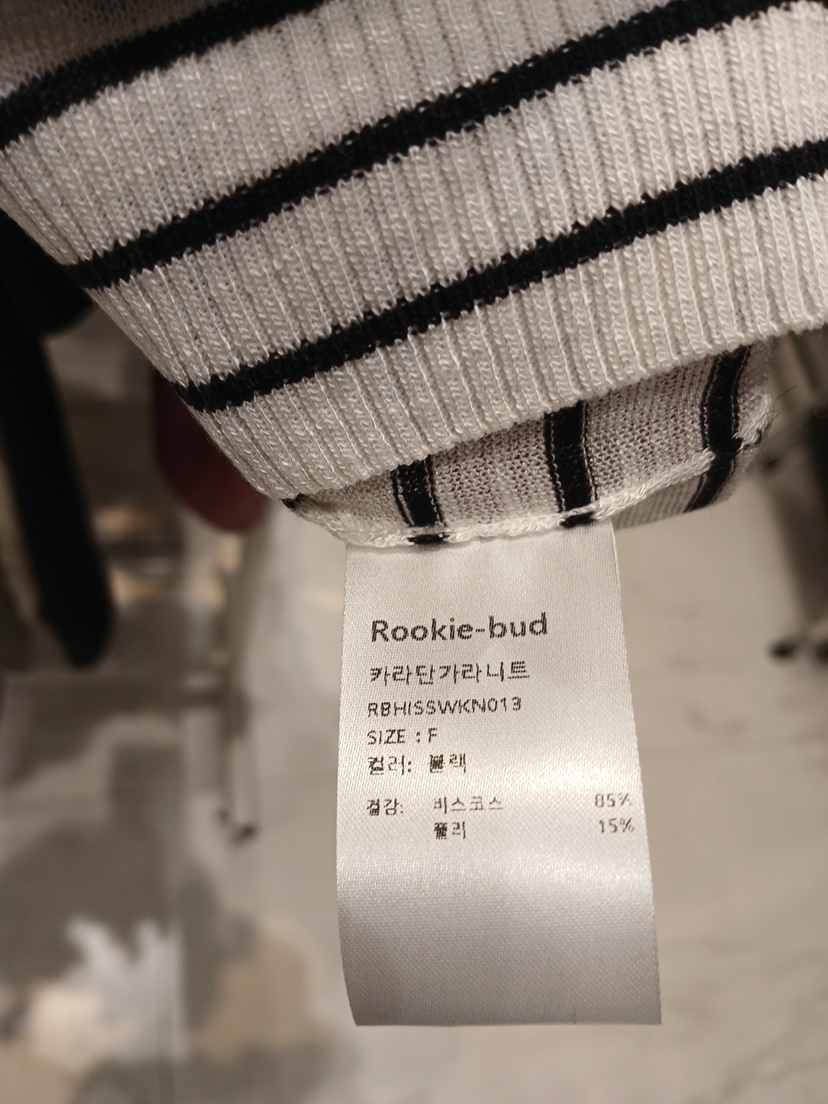 Rookie-bud
카라단가라니트
RBHISSWKN013
SIZE : F
컬러: 블랙
겉감: 비스코스 85%
폴리 15%